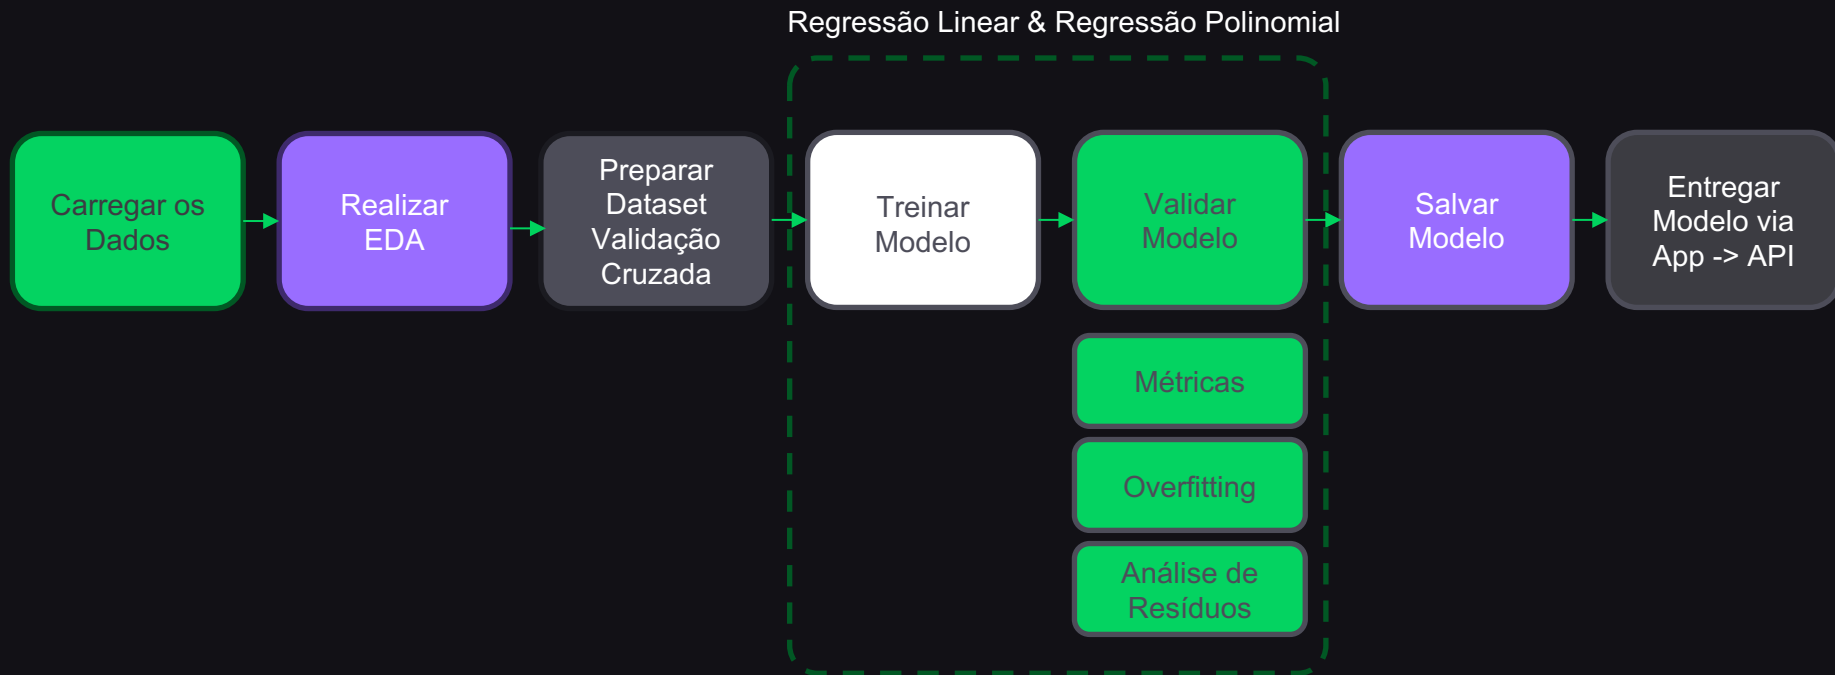 Regressão Linear & Regressão Polinomial
Carregar os
Dados
Realizar
EDA
Preparar
Dataset
Validação
Cruzada
Treinar
Modelo
Validar
Modelo
Salvar
Modelo
Entregar
Modelo via
App -> API
Métricas
Overfitting
Análise de
Resíduos